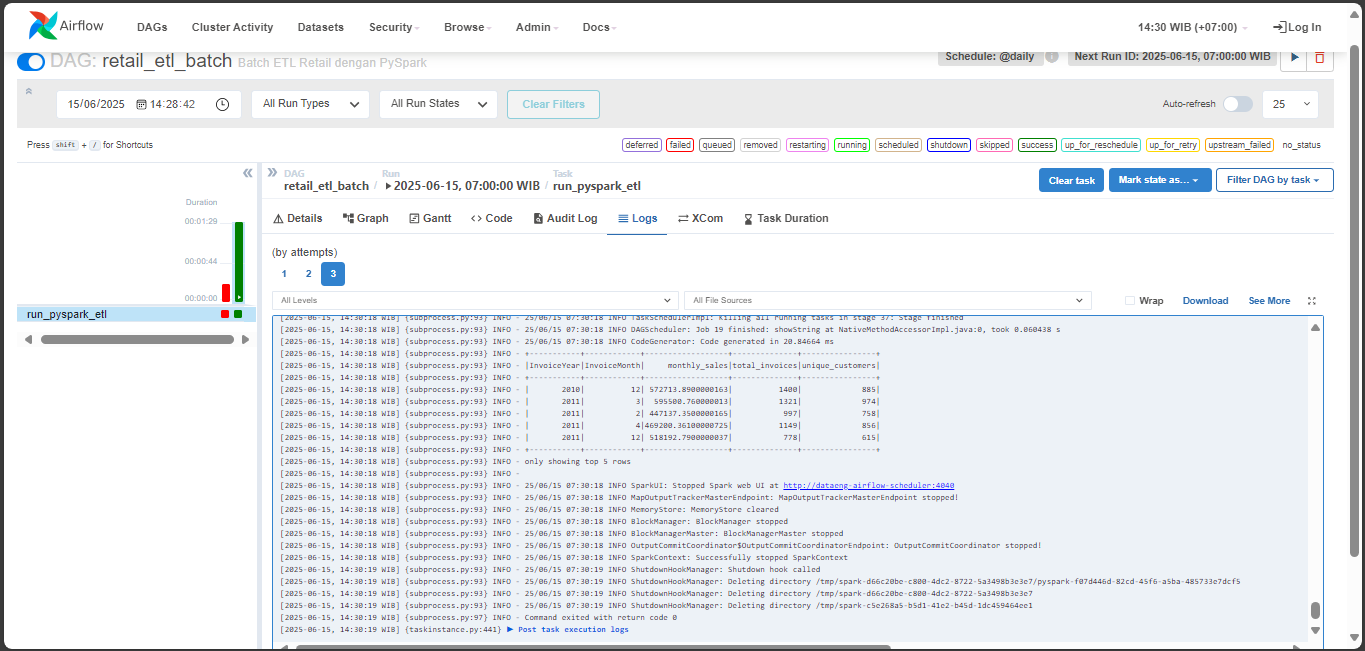 Airflow DAGs Cluster Activity Datasets Security Browse Admin Docs 14:30 WIB (+07:00) Log In
DAG: retail_etl_batch Batch ETL Retail dengan PySpark Schedule: @daily Next Run ID: 2025-06-15, 07:00:00 WIB
15/06/2025 14:28:42 All Run Types All Run States Clear Filters Auto-refresh 25
Press shift + / for Shortcuts deferred failed queued removed restarting running scheduled shutdown skipped success up_for_reschedule up_for_retry upstream_failed no_status
DAG Run Task
retail_etl_batch / 2025-06-15, 07:00:00 WIB / run_pyspark_etl Clear task Mark state as... Filter DAG by task
Duration
00:01:29
00:00:44
00:00:00
run_pyspark_etl
Details Graph Gantt Code Audit Log Logs XCom Task Duration
(by attempts)
1 2 3
All Levels All File Sources Wrap Download See More
[2025-06-15, 14:30:18 WIB] {subprocess.py:93} INFO - 25/06/15 07:30:18 INFO TaskSchedulerImpl: Killing all running tasks in stage 37: Stage finished
[2025-06-15, 14:30:18 WIB] {subprocess.py:93} INFO - 25/06/15 07:30:18 INFO DAGScheduler: Job 19 finished: showString at NativeMethodAccessorImpl.java:0, took 0.060438 s
[2025-06-15, 14:30:18 WIB] {subprocess.py:93} INFO - 25/06/15 07:30:18 INFO CodeGenerator: Code generated in 20.84664 ms
[2025-06-15, 14:30:18 WIB] {subprocess.py:93} INFO - +-----------+------------+-----------------+--------------+----------------+
[2025-06-15, 14:30:18 WIB] {subprocess.py:93} INFO - |InvoiceYear|InvoiceMonth|    monthly_sales|total_invoices|unique_customers|
[2025-06-15, 14:30:18 WIB] {subprocess.py:93} INFO - +-----------+------------+-----------------+--------------+----------------+
[2025-06-15, 14:30:18 WIB] {subprocess.py:93} INFO - |       2010|          12| 572713.8900000163|          1400|             885|
[2025-06-15, 14:30:18 WIB] {subprocess.py:93} INFO - |       2011|           3|  595500.760000013|          1321|             974|
[2025-06-15, 14:30:18 WIB] {subprocess.py:93} INFO - |       2011|           2| 447137.3500000165|           997|             758|
[2025-06-15, 14:30:18 WIB] {subprocess.py:93} INFO - |       2011|           4|469200.36100000725|          1149|             856|
[2025-06-15, 14:30:18 WIB] {subprocess.py:93} INFO - |       2011|          12| 518192.7900000037|           778|             615|
[2025-06-15, 14:30:18 WIB] {subprocess.py:93} INFO - +-----------+------------+-----------------+--------------+----------------+
[2025-06-15, 14:30:18 WIB] {subprocess.py:93} INFO - only showing top 5 rows
[2025-06-15, 14:30:18 WIB] {subprocess.py:93} INFO -
[2025-06-15, 14:30:18 WIB] {subprocess.py:93} INFO - 25/06/15 07:30:18 INFO SparkUI: Stopped Spark web UI at http://dataeng-airflow-scheduler:4040
[2025-06-15, 14:30:18 WIB] {subprocess.py:93} INFO - 25/06/15 07:30:18 INFO MapOutputTrackerMasterEndpoint: MapOutputTrackerMasterEndpoint stopped!
[2025-06-15, 14:30:18 WIB] {subprocess.py:93} INFO - 25/06/15 07:30:18 INFO MemoryStore: MemoryStore cleared
[2025-06-15, 14:30:18 WIB] {subprocess.py:93} INFO - 25/06/15 07:30:18 INFO BlockManager: BlockManager stopped
[2025-06-15, 14:30:18 WIB] {subprocess.py:93} INFO - 25/06/15 07:30:18 INFO BlockManagerMaster: BlockManagerMaster stopped
[2025-06-15, 14:30:18 WIB] {subprocess.py:93} INFO - 25/06/15 07:30:18 INFO OutputCommitCoordinator$OutputCommitCoordinatorEndpoint: OutputCommitCoordinator stopped!
[2025-06-15, 14:30:18 WIB] {subprocess.py:93} INFO - 25/06/15 07:30:18 INFO SparkContext: Successfully stopped SparkContext
[2025-06-15, 14:30:19 WIB] {subprocess.py:93} INFO - 25/06/15 07:30:19 INFO ShutdownHookManager: Shutdown hook called
[2025-06-15, 14:30:19 WIB] {subprocess.py:93} INFO - 25/06/15 07:30:19 INFO ShutdownHookManager: Deleting directory /tmp/spark-d66c20be-c800-4dc2-8722-5a3498b3e3e7/pyspark-f07d446d-82cd-45f6-a5ba-485733e7dcf5
[2025-06-15, 14:30:19 WIB] {subprocess.py:93} INFO - 25/06/15 07:30:19 INFO ShutdownHookManager: Deleting directory /tmp/spark-d66c20be-c800-4dc2-8722-5a3498b3e3e7
[2025-06-15, 14:30:19 WIB] {subprocess.py:93} INFO - 25/06/15 07:30:19 INFO ShutdownHookManager: Deleting directory /tmp/spark-c5e268a5-b5d1-41e2-b45d-1dc459464ee1
[2025-06-15, 14:30:19 WIB] {subprocess.py:97} INFO - Command exited with return code 0
[2025-06-15, 14:30:19 WIB] {taskinstance.py:441} ▶ Post task execution logs